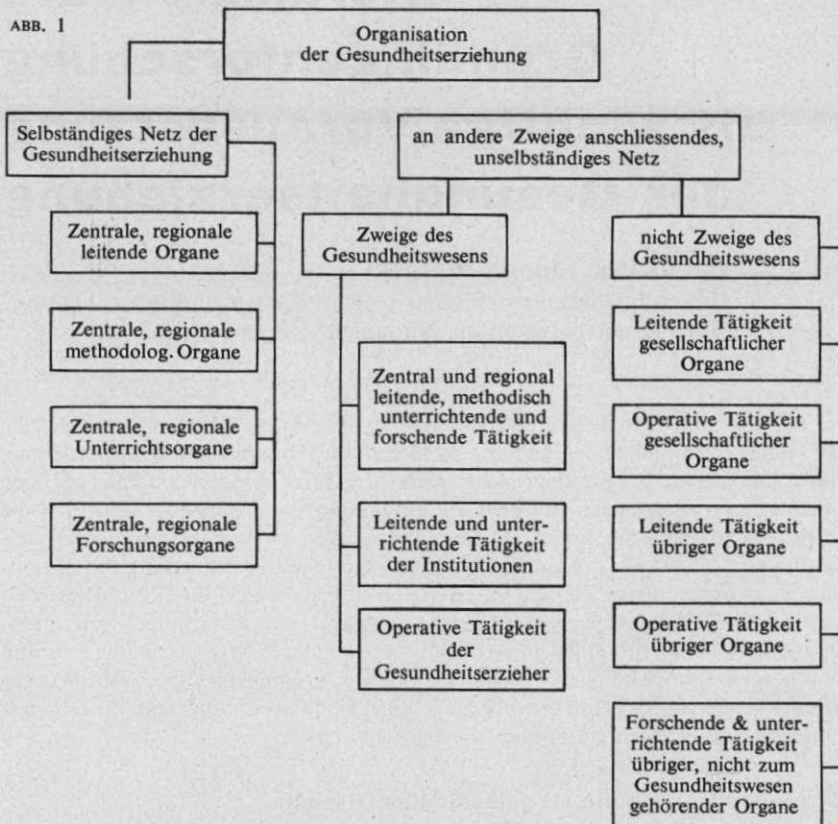 ABB. 1
Organisation
der Gesundheitserziehung
Selbständiges Netz der
Gesundheitserziehung
Zentrale, regionale
leitende Organe
Zentrale, regionale
methodolog. Organe
Zentrale, regionale
Unterrichtsorgane
Zentrale, regionale
Forschungsorgane
an andere Zweige anschliessendes,
unselbständiges Netz
Zweige des
Gesundheitswesens
Zentral und regional
leitende, methodisch
unterrichtende und
forschende Tätigkeit
Leitende und unter-
richtende Tätigkeit
der Institutionen
Operative Tätigkeit
der
Gesundheitserzieher
nicht Zweige des
Gesundheitswesens
Leitende Tätigkeit
gesellschaftlicher
Organe
Operative Tätigkeit
gesellschaftlicher
Organe
Leitende Tätigkeit
übriger Organe
Operative Tätigkeit
übriger Organe
Forschende & unter-
richtende Tätigkeit
übriger, nicht zum
Gesundheitswesen
gehörender Organe